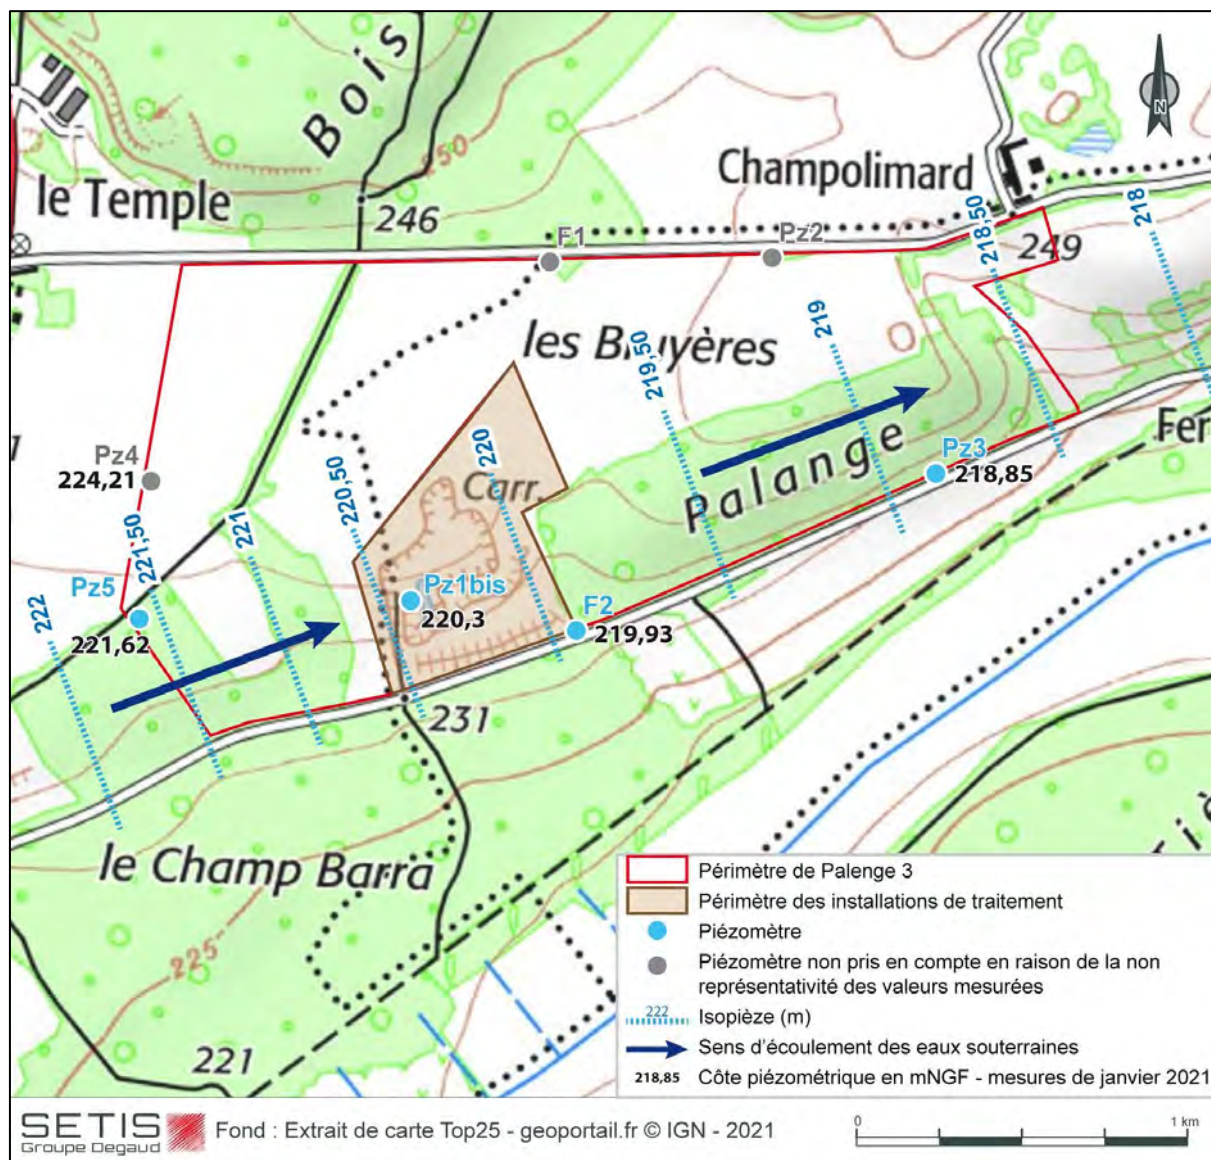 Bois
250
le Temple
246
Champolimard
N
F1
Pz2
218,50
218
249
les Bruyères
219
219,50
Pz4
224,21
Carr.
220
220,50
221
221,50
222
Palange
Pz3
218,85
Fer
Pz5
221,62
Pz1bis
220,3
F2
219,93
231
le Champ Barra
225
221
Périmètre de Palenge 3
Périmètre des installations de traitement
Piézomètre
Piézomètre non pris en compte en raison de la non
représentativité des valeurs mesurées
222 Isopièze (m)
Sens d'écoulement des eaux souterraines
218,85 Côte piézométrique en mNGF - mesures de janvier 2021
SETIS
Groupe Degaud
Fond : Extrait de carte Top25 - geoportail.fr © IGN - 2021
0 1 km